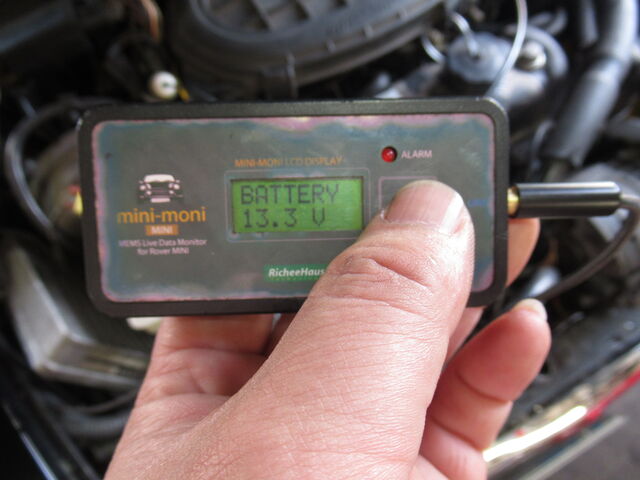 MINI-MONI LCD DISPLAY
ALARM
BATTERY
13.3 V
mini-moni
MINI
MEMS Live Data Monitor
for Rover MINI
RicheeHaus